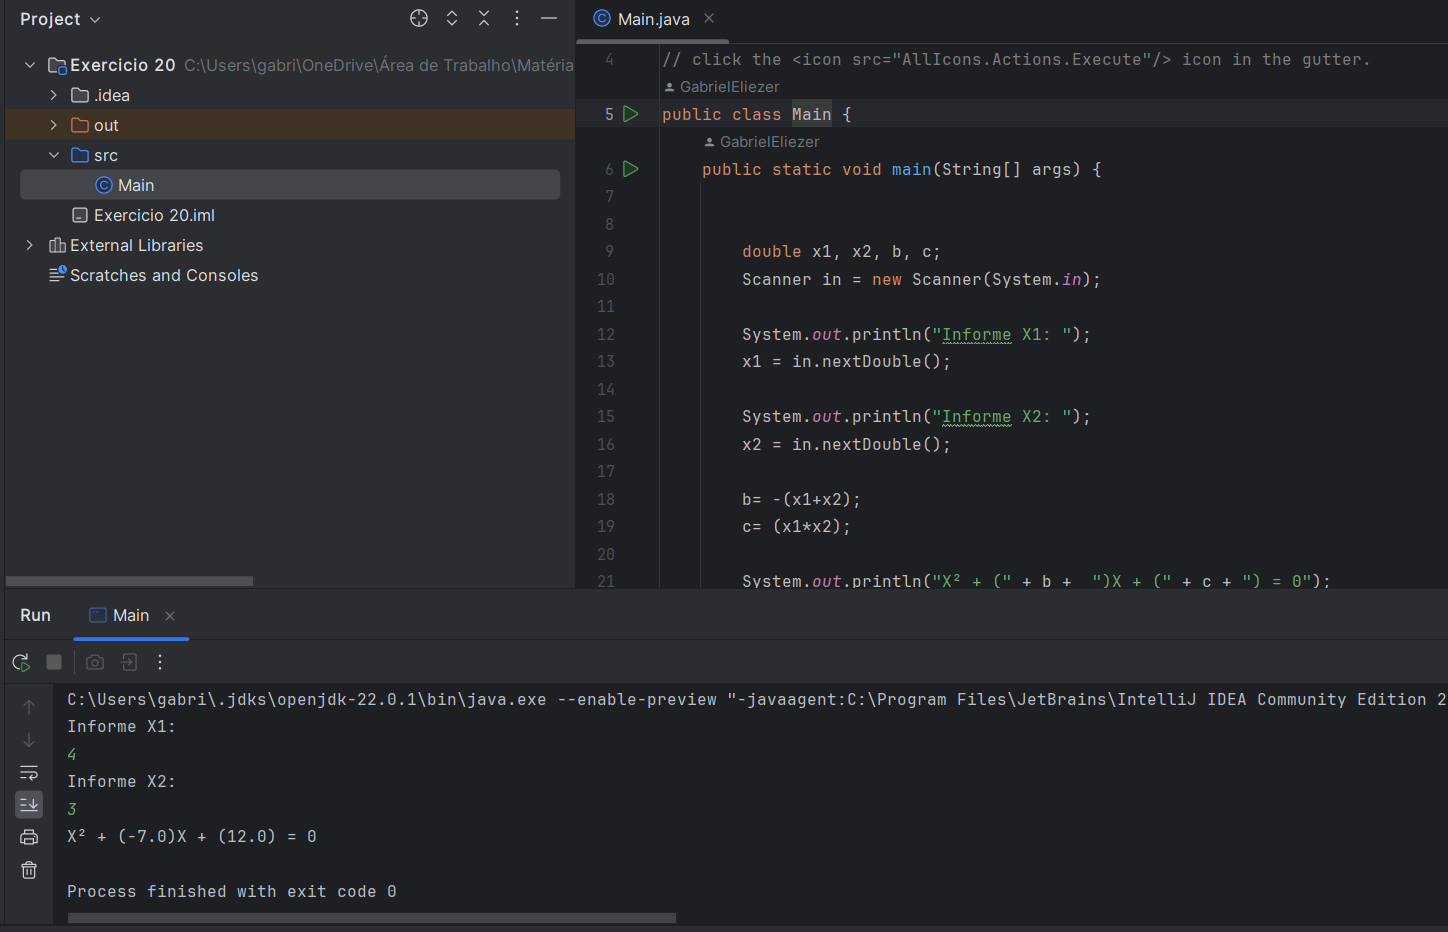 Project
Exercicio 20 C:\Users\gabri\OneDrive\Área de Trabalho\Matéria
.idea
out
src
Main
Exercicio 20.iml
External Libraries
Scratches and Consoles
Main.java
4 // click the <icon src="AllIcons.Actions.Execute"/> icon in the gutter.
GabrielEliezer
5 public class Main {
GabrielEliezer
6 public static void main(String[] args) {
7
8
9 double x1, x2, b, c;
10 Scanner in = new Scanner(System.in);
11
12 System.out.println("Informe X1: ");
13 x1 = in.nextDouble();
14
15 System.out.println("Informe X2: ");
16 x2 = in.nextDouble();
17
18 b= -(x1+x2);
19 c= (x1*x2);
20
21 System.out.println("X² + (" + b +  ")X + (" + c + ") = 0");
Run Main
C:\Users\gabri\.jdks\openjdk-22.0.1\bin\java.exe --enable-preview "-javaagent:C:\Program Files\JetBrains\IntelliJ IDEA Community Edition 2
Informe X1:
4
Informe X2:
3
X² + (-7.0)X + (12.0) = 0
Process finished with exit code 0